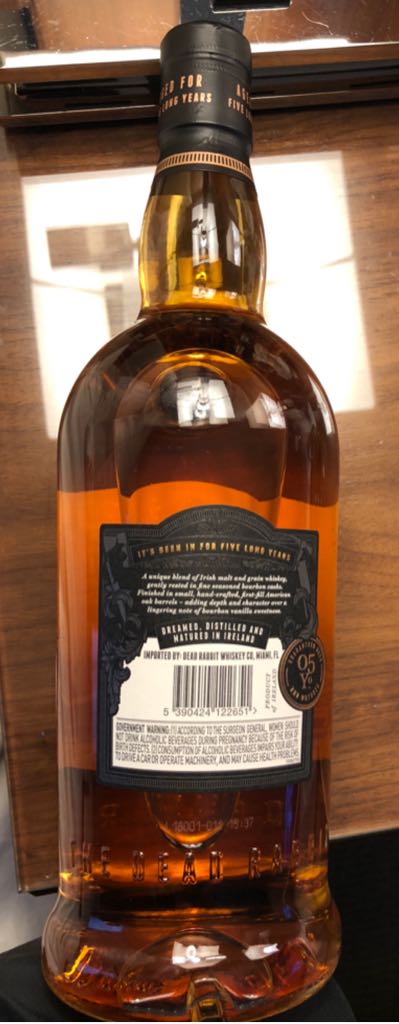 AGED FOR
LONG YEARS
FIVE
IT'S BEEN IN FOR FIVE LONG YEARS
A unique blend of Irish malt and grain whiskey,
gently rested in fine seasoned bourbon casks.
Finished in small, hand-crafted, first-fill American
oak barrels – adding depth and character over a
lingering note of bourbon vanilla sweetness.
DREAMED, DISTILLED AND
MATURED IN IRELAND
IMPORTED BY: DEAD RABBIT WHISKEY CO, MIAMI, FL
PRODUCT
of IRELAND
05
Yo
5 390424 122651 >
GOVERNMENT WARNING: (1) ACCORDING TO THE SURGEON GENERAL, WOMEN SHOULD
NOT DRINK ALCOHOLIC BEVERAGES DURING PREGNANCY BECAUSE OF THE RISK OF
BIRTH DEFECTS. (2) CONSUMPTION OF ALCOHOLIC BEVERAGES IMPAIRS YOUR ABILITY
TO DRIVE A CAR OR OPERATE MACHINERY, AND MAY CAUSE HEALTH PROBLEMS.
THE DEAD RABB